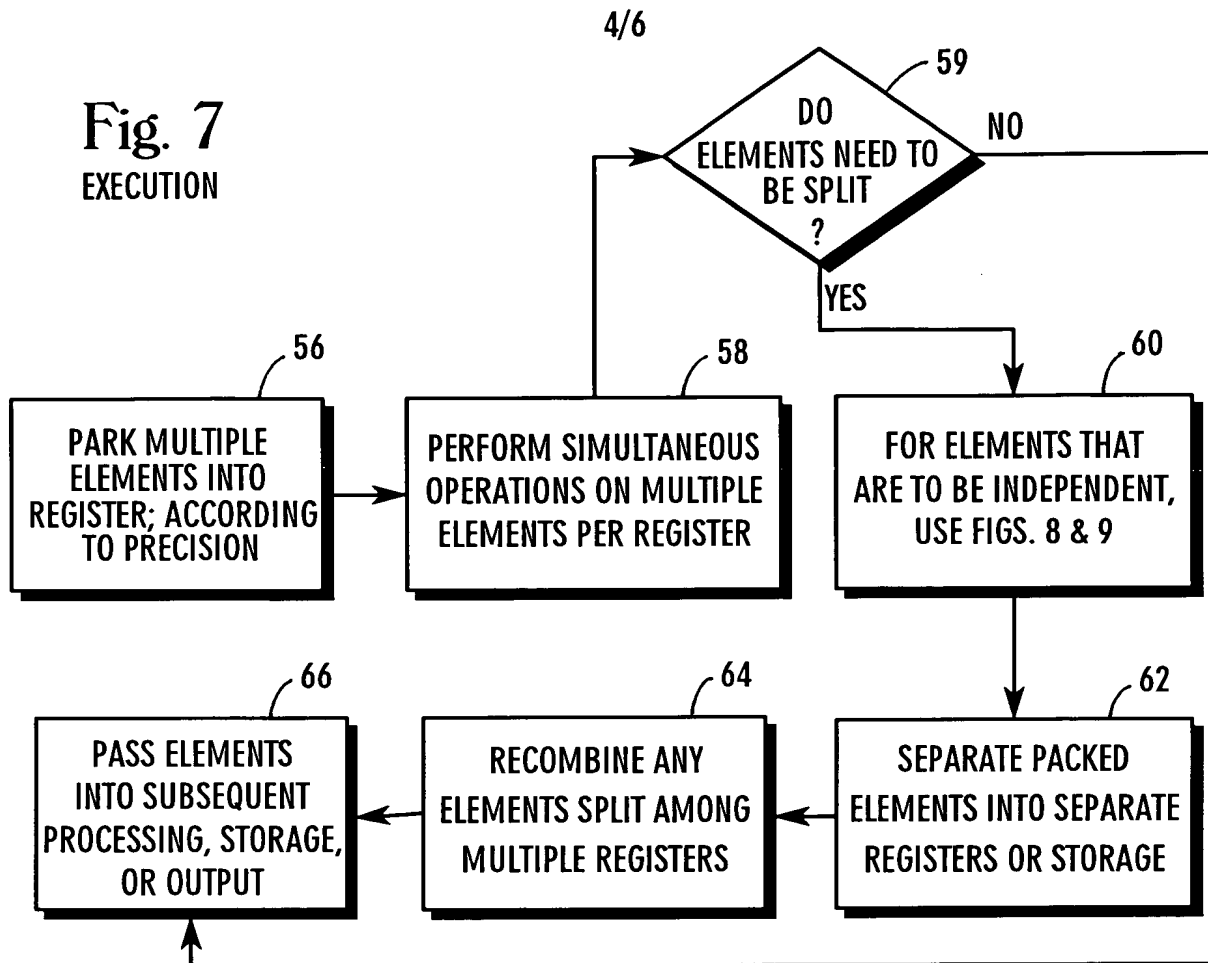 4/6
Fig. 7
EXECUTION
59
DO
ELEMENTS NEED TO
BE SPLIT
?
NO
YES
56
PARK MULTIPLE
ELEMENTS INTO
REGISTER; ACCORDING
TO PRECISION
58
PERFORM SIMULTANEOUS
OPERATIONS ON MULTIPLE
ELEMENTS PER REGISTER
60
FOR ELEMENTS THAT
ARE TO BE INDEPENDENT,
USE FIGS. 8 & 9
62
SEPARATE PACKED
ELEMENTS INTO SEPARATE
REGISTERS OR STORAGE
64
RECOMBINE ANY
ELEMENTS SPLIT AMONG
MULTIPLE REGISTERS
66
PASS ELEMENTS
INTO SUBSEQUENT
PROCESSING, STORAGE,
OR OUTPUT